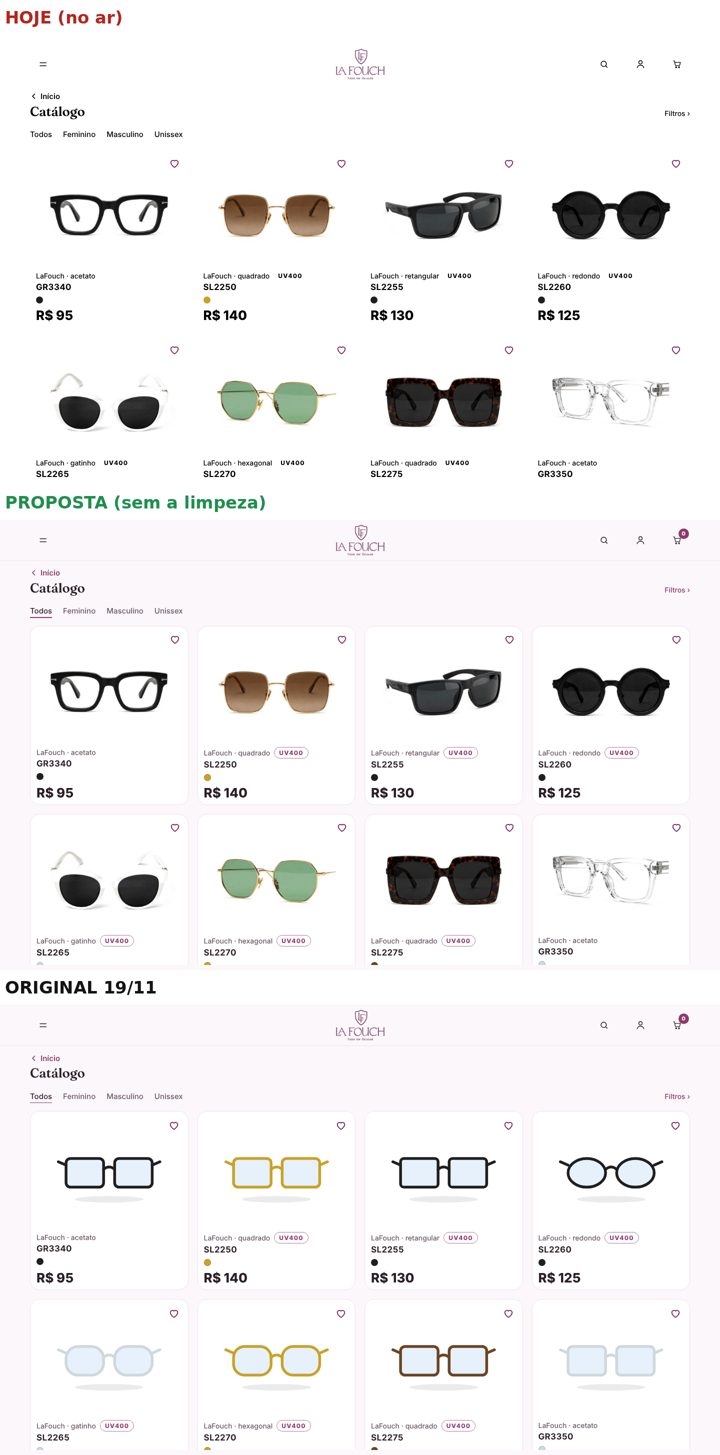 HOJE (no ar)
LA FOUCH
Início
Catálogo
Filtros ›
Todos Feminino Masculino Unissex
LaFouch · acetato
GR3340
R$ 95
LaFouch · quadrado UV400
SL2250
R$ 140
LaFouch · retangular UV400
SL2255
R$ 130
LaFouch · redondo UV400
SL2260
R$ 125
LaFouch · gatinho UV400
SL2265
LaFouch · hexagonal UV400
SL2270
LaFouch · quadrado UV400
SL2275
LaFouch · acetato
GR3350
PROPOSTA (sem a limpeza)
LA FOUCH
0
Início
Catálogo
Filtros ›
Todos Feminino Masculino Unissex
LaFouch · acetato
GR3340
R$ 95
LaFouch · quadrado UV400
SL2250
R$ 140
LaFouch · retangular UV400
SL2255
R$ 130
LaFouch · redondo UV400
SL2260
R$ 125
LaFouch · gatinho UV400
SL2265
LaFouch · hexagonal UV400
SL2270
LaFouch · quadrado UV400
SL2275
LaFouch · acetato
GR3350
ORIGINAL 19/11
LA FOUCH
0
Início
Catálogo
Filtros ›
Todos Feminino Masculino Unissex
LaFouch · acetato
GR3340
R$ 95
LaFouch · quadrado UV400
SL2250
R$ 140
LaFouch · retangular UV400
SL2255
R$ 130
LaFouch · redondo UV400
SL2260
R$ 125
LaFouch · gatinho UV400
SL2265
LaFouch · hexagonal UV400
SL2270
LaFouch · quadrado UV400
SL2275
LaFouch · acetato
GR3350